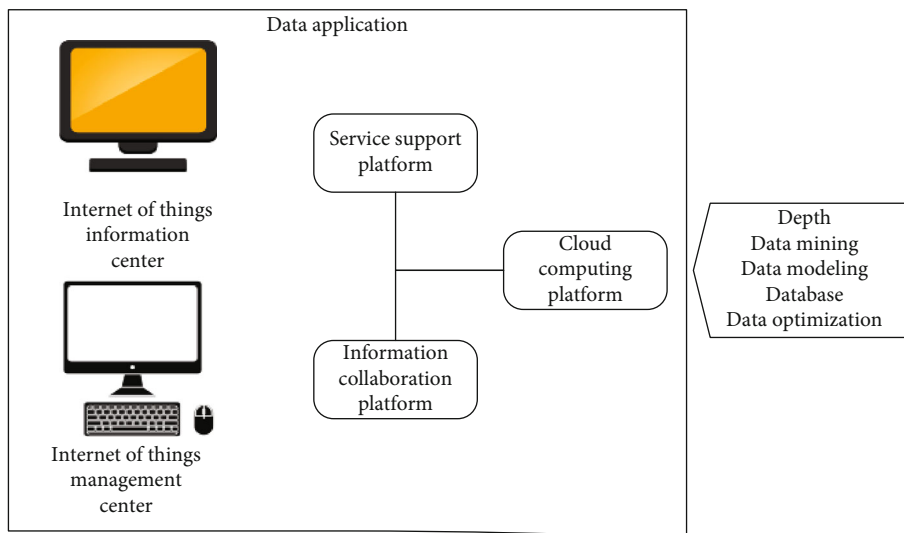 Data application
Internet of things
information
center
Internet of things
management
center
Service support
platform
Cloud
computing
platform
Information
collaboration
platform
Depth
Data mining
Data modeling
Database
Data optimization